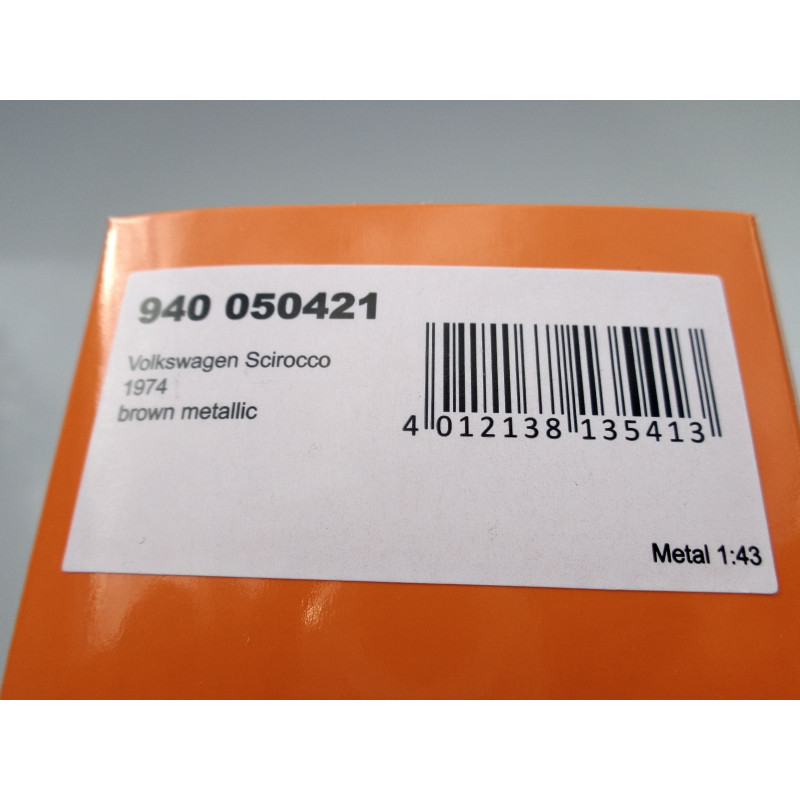 940 050421
Volkswagen Scirocco
1974
brown metallic
4 012138 135413
Metal 1:43